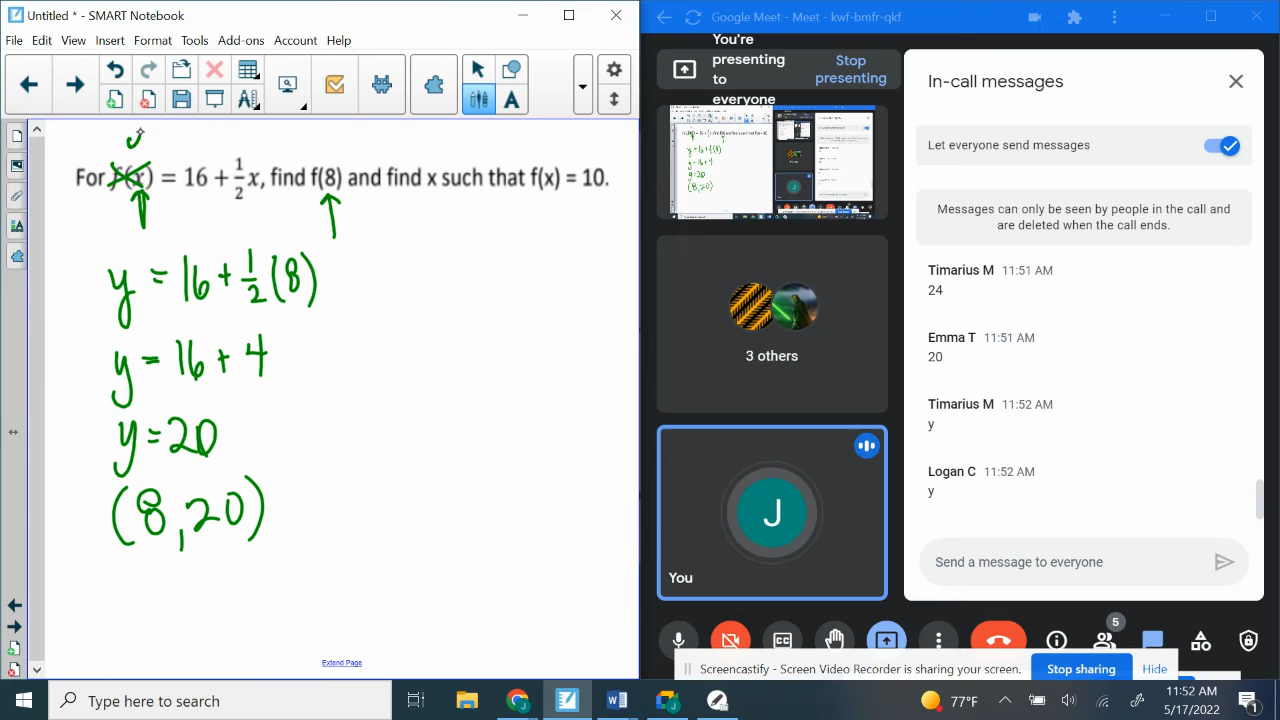 Untitled * - SMART Notebook
File Edit View Insert Format Tools Add-ons Account Help
For = 16 + 1/2 x, find f(8) and find x such that f(x) = 10.
y = 16 + 1/2 (8)
y = 16 + 4
y = 20
(8, 20)
Extend Page
Google Meet - Meet - kwf-bmfr-qkf
You're
presenting
to
everyone
Stop
presenting
3 others
J
You
In-call messages
Let everyone send messages
Messages can only be seen by people in the call and
are deleted when the call ends.
Timarius M 11:51 AM
24
Emma T 11:51 AM
20
Timarius M 11:52 AM
y
Logan C 11:52 AM
y
Send a message to everyone
5
Screencastify - Screen Video Recorder is sharing your screen. Stop sharing Hide
Type here to search
77°F
11:52 AM
5/17/2022
1